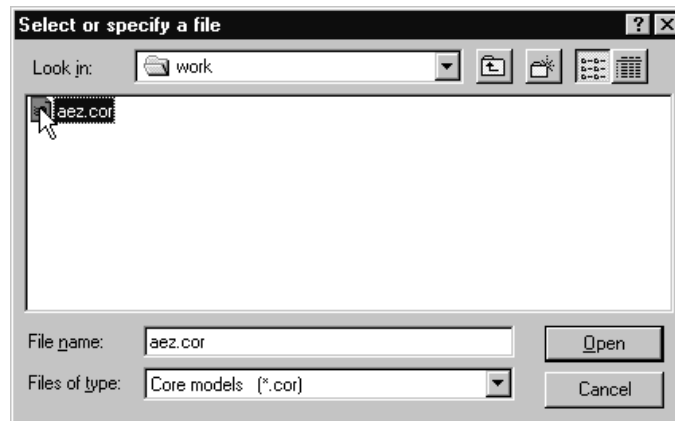 Select or specify a file
Look in: work
aez.cor
File name: aez.cor Open
Files of type: Core models (*.cor) Cancel